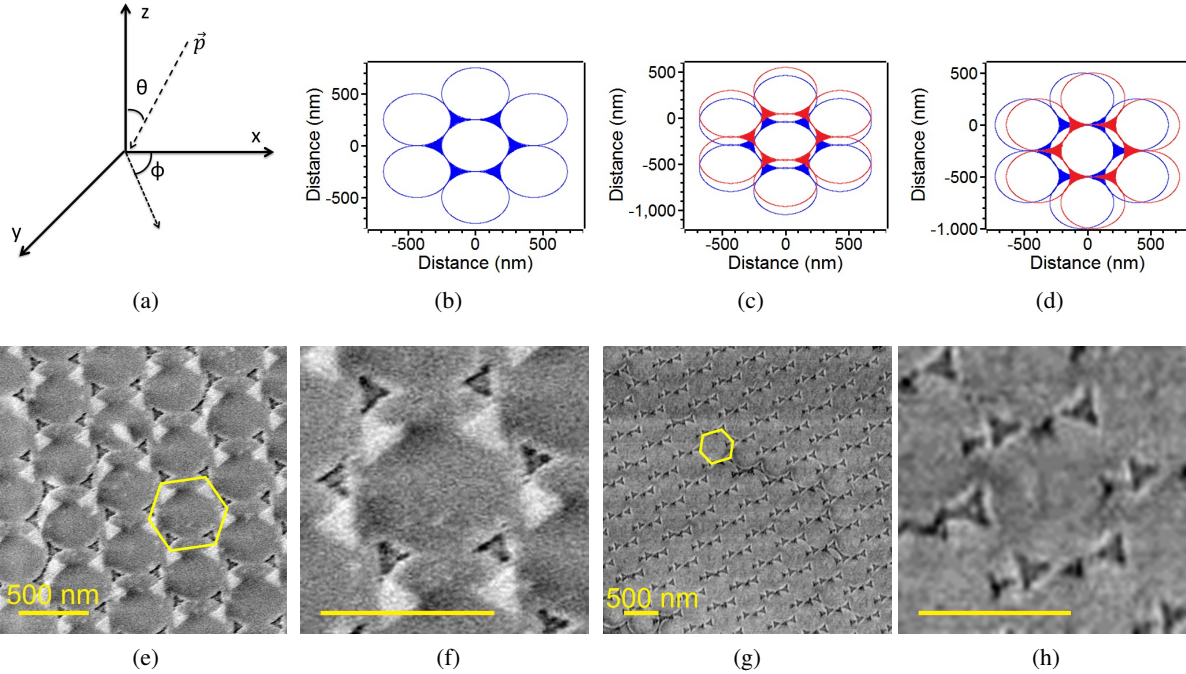 z
p⃗
θ
x
ϕ
y
(a)
Distance (nm)
500
0
-500
-500 0 500
Distance (nm)
(b)
Distance (nm)
500
0
-500
-1,000
-500 0 500
Distance (nm)
(c)
Distance (nm)
500
0
-500
-1.000
-500 0 500
Distance (nm)
(d)
500 nm
(e)
(f)
500 nm
(g)
(h)